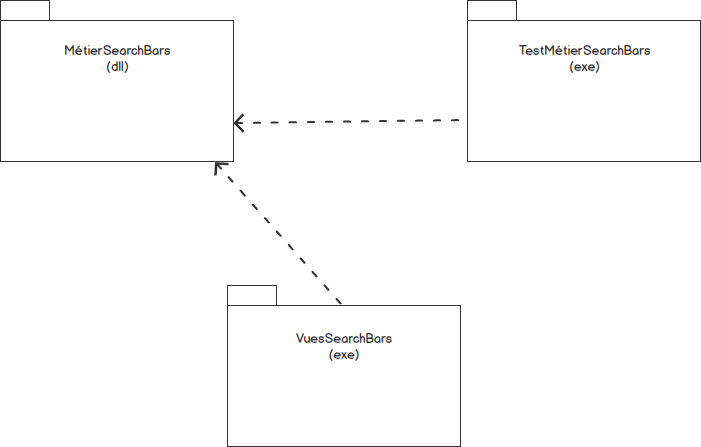 MétierSearchBars
(dll)
TestMétierSearchBars
(exe)
VuesSearchBars
(exe)